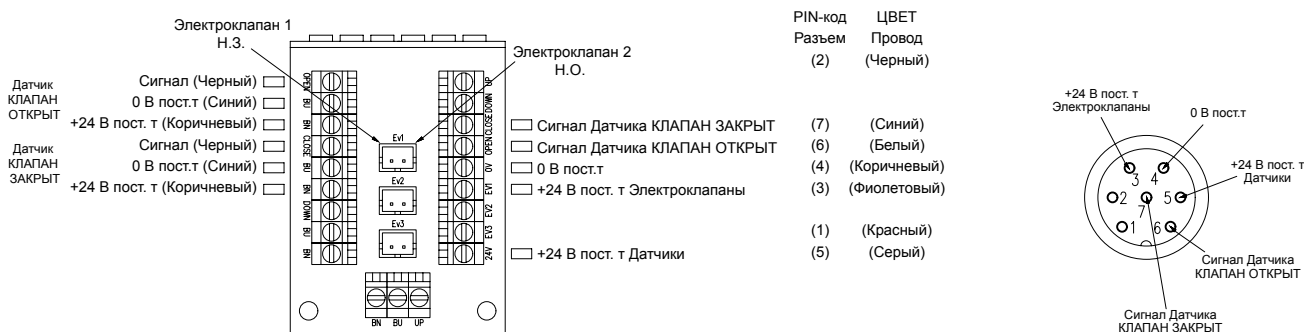 Электроклапан 1
Н.З.
Электроклапан 2
Н.О.
Датчик
КЛАПАН
ОТКРЫТ
Сигнал (Черный)
0 В пост.т (Синий)
+24 В пост. т (Коричневый)
Датчик
КЛАПАН
ЗАКРЫТ
Сигнал (Черный)
0 В пост.т (Синий)
+24 В пост. т (Коричневый)
OPEN
BU
BN
CLOSE
BU
BN
DOWN
BU
BN
Ev1
Ev2
Ev3
UP
DOWN
CLOSE
OPEN
0V
EV1
EV2
EV3
24V
BN BU UP
Сигнал Датчика КЛАПАН ЗАКРЫТ
Сигнал Датчика КЛАПАН ОТКРЫТ
0 В пост.т
+24 В пост. т Электроклапаны
+24 В пост. т Датчики
PIN-код ЦВЕТ
Разъем Провод
(2) (Черный)
(7) (Синий)
(6) (Белый)
(4) (Коричневый)
(3) (Фиолетовый)
(1) (Красный)
(5) (Серый)
+24 В пост. т
Электроклапаны
0 В пост.т
+24 В пост. т
Датчики
3 4
2 5
7
1 6
Сигнал Датчика
КЛАПАН ОТКРЫТ
Сигнал Датчика
КЛАПАН ЗАКРЫТ